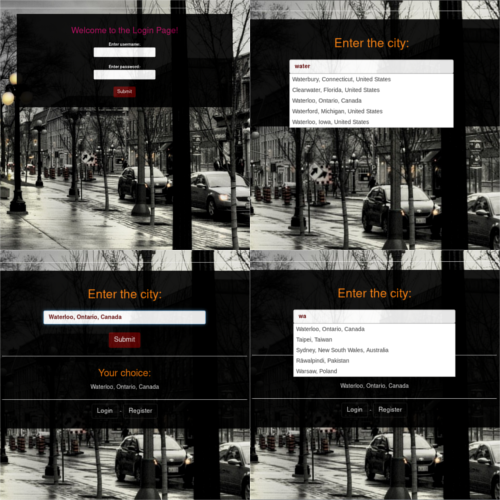 Welcome to the Login Page!
Enter username:
Enter password:
Submit
Enter the city:
water
Waterbury, Connecticut, United States
Clearwater, Florida, United States
Waterloo, Ontario, Canada
Waterford, Michigan, United States
Waterloo, Iowa, United States
Enter the city:
Waterloo, Ontario, Canada
Submit
Your choice:
Waterloo, Ontario, Canada
Login - Register
Enter the city:
wa
Waterloo, Ontario, Canada
Taipei, Taiwan
Sydney, New South Wales, Australia
Rāwalpindi, Pakistan
Warsaw, Poland
Waterloo, Ontario, Canada
Login - Register